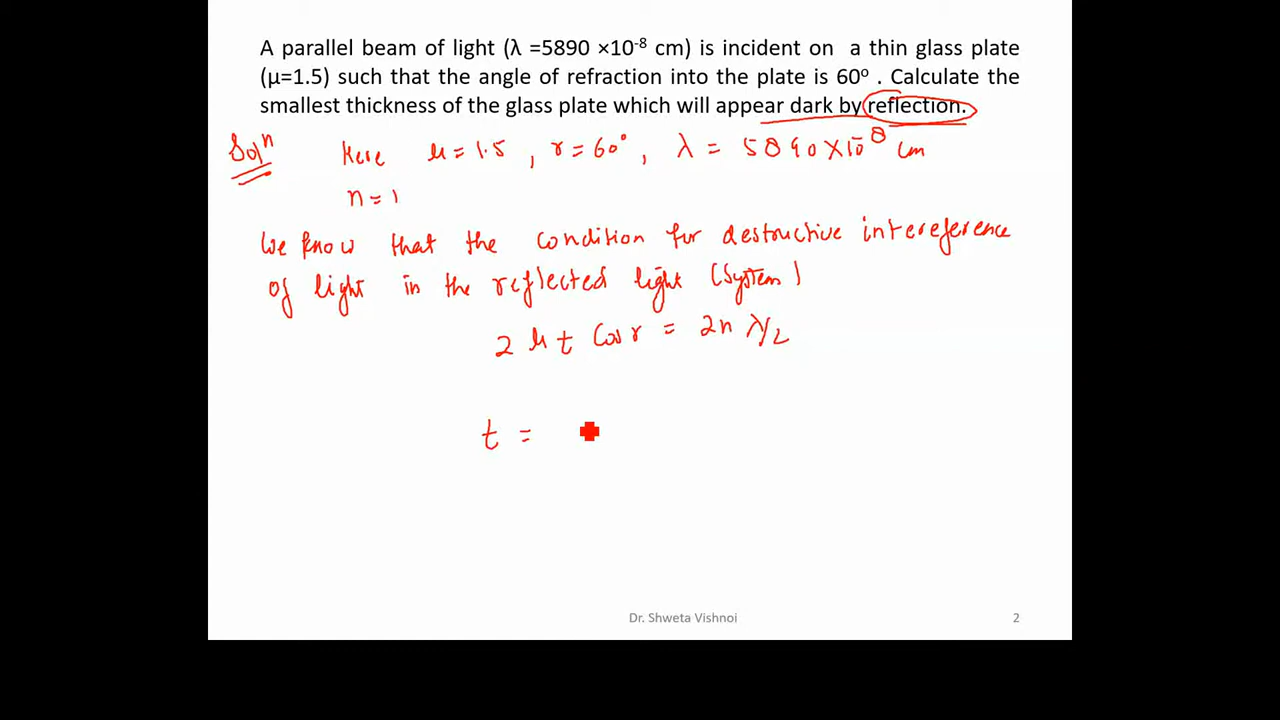 A parallel beam of light (λ =5890 ×10⁻⁸ cm) is incident on a thin glass plate
(μ=1.5) such that the angle of refraction into the plate is 60º . Calculate the
smallest thickness of the glass plate which will appear dark by reflection.
Solⁿ Here μ = 1.5 , r = 60° , λ = 5890 × 10⁻⁸ cm
n = 1
We know that the condition for destructive intereference
of light in the reflected light (System)
2 μ t Cos r = 2n λ/2
t =
Dr. Shweta Vishnoi 2